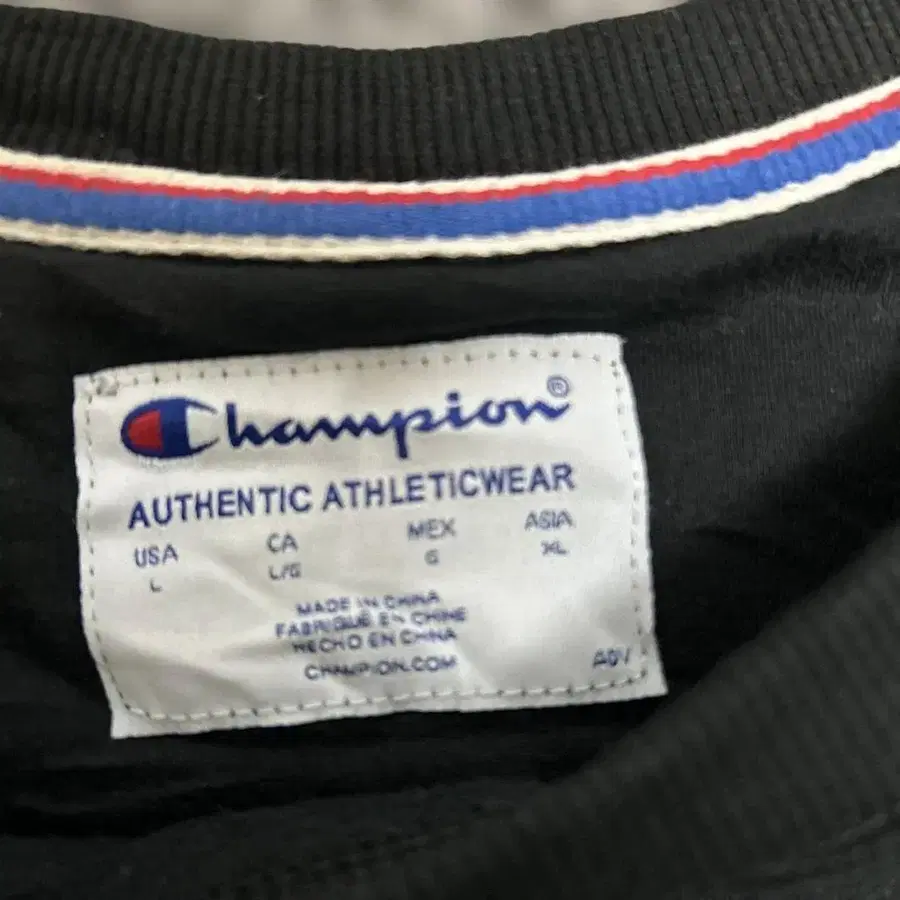 Champion®
AUTHENTIC ATHLETICWEAR
USA CA MEX ASIA
L L/G G XL
MADE IN CHINA
FABRIQUÉ EN CHINE
HECHO EN CHINA
CHAMPION.COM